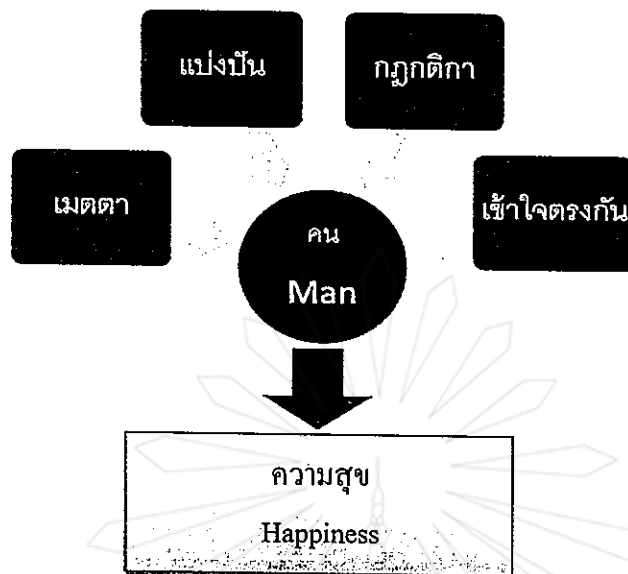 แบ่งปัน
กฎกติกา
เมตตา
เข้าใจตรงกัน
คน
Man
ความสุข
Happiness